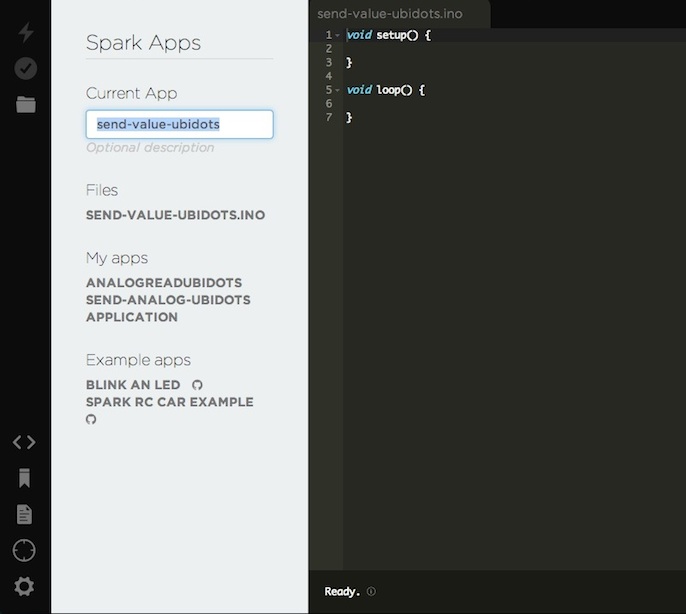 Spark Apps
Current App
send-value-ubidots
Optional description
Files
SEND-VALUE-UBIDOTS.INO
My apps
ANALOGREADUBIDOTS
SEND-ANALOG-UBIDOTS
APPLICATION
Example apps
BLINK AN LED
SPARK RC CAR EXAMPLE
send-value-ubidots.ino
1 void setup() {
2
3 }
4
5 void loop() {
6
7 }
Ready.